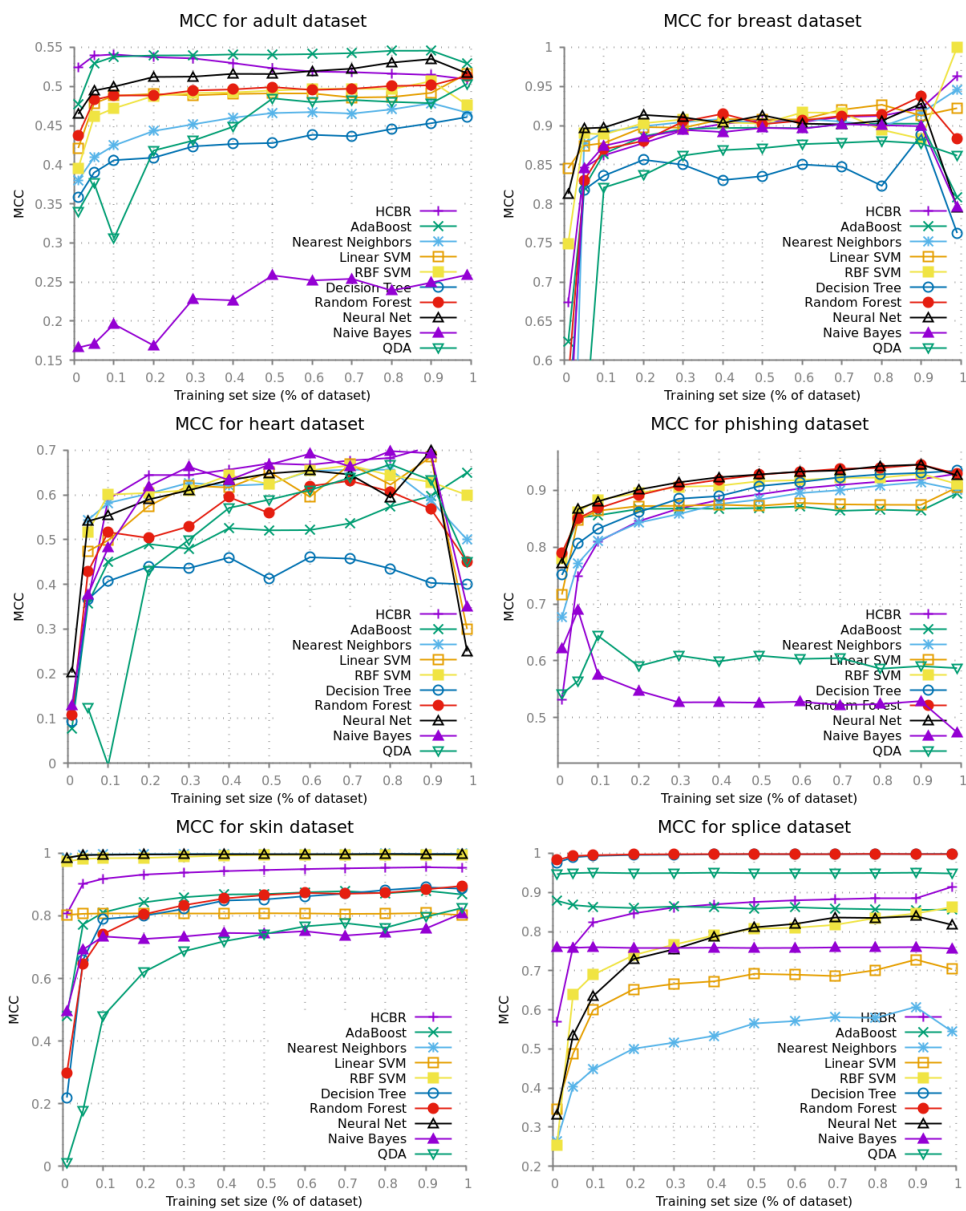 MCC for adult dataset
0.55
0.5
0.45
0.4
0.35
0.3
0.25
0.2
0.15
MCC
HCBR
AdaBoost
Nearest Neighbors
Linear SVM
RBF SVM
Decision Tree
Random Forest
Neural Net
Naive Bayes
QDA
0 0.1 0.2 0.3 0.4 0.5 0.6 0.7 0.8 0.9 1
Training set size (% of dataset)
MCC for breast dataset
1
0.95
0.9
0.85
0.8
0.75
0.7
0.65
0.6
MCC
HCBR
AdaBoost
Nearest Neighbors
Linear SVM
RBF SVM
Decision Tree
Random Forest
Neural Net
Naive Bayes
QDA
0 0.1 0.2 0.3 0.4 0.5 0.6 0.7 0.8 0.9 1
Training set size (% of dataset)
MCC for heart dataset
0.7
0.6
0.5
0.4
0.3
0.2
0.1
0
MCC
HCBR
AdaBoost
Nearest Neighbors
Linear SVM
RBF SVM
Decision Tree
Random Forest
Neural Net
Naive Bayes
QDA
0 0.1 0.2 0.3 0.4 0.5 0.6 0.7 0.8 0.9 1
Training set size (% of dataset)
MCC for phishing dataset
0.9
0.8
0.7
0.6
0.5
MCC
HCBR
AdaBoost
Nearest Neighbors
Linear SVM
RBF SVM
Decision Tree
Random Forest
Neural Net
Naive Bayes
QDA
0 0.1 0.2 0.3 0.4 0.5 0.6 0.7 0.8 0.9 1
Training set size (% of dataset)
MCC for skin dataset
1
0.8
0.6
0.4
0.2
0
MCC
HCBR
AdaBoost
Nearest Neighbors
Linear SVM
RBF SVM
Decision Tree
Random Forest
Neural Net
Naive Bayes
QDA
0 0.1 0.2 0.3 0.4 0.5 0.6 0.7 0.8 0.9 1
Training set size (% of dataset)
MCC for splice dataset
1
0.9
0.8
0.7
0.6
0.5
0.4
0.3
0.2
MCC
HCBR
AdaBoost
Nearest Neighbors
Linear SVM
RBF SVM
Decision Tree
Random Forest
Neural Net
Naive Bayes
QDA
0 0.1 0.2 0.3 0.4 0.5 0.6 0.7 0.8 0.9 1
Training set size (% of dataset)